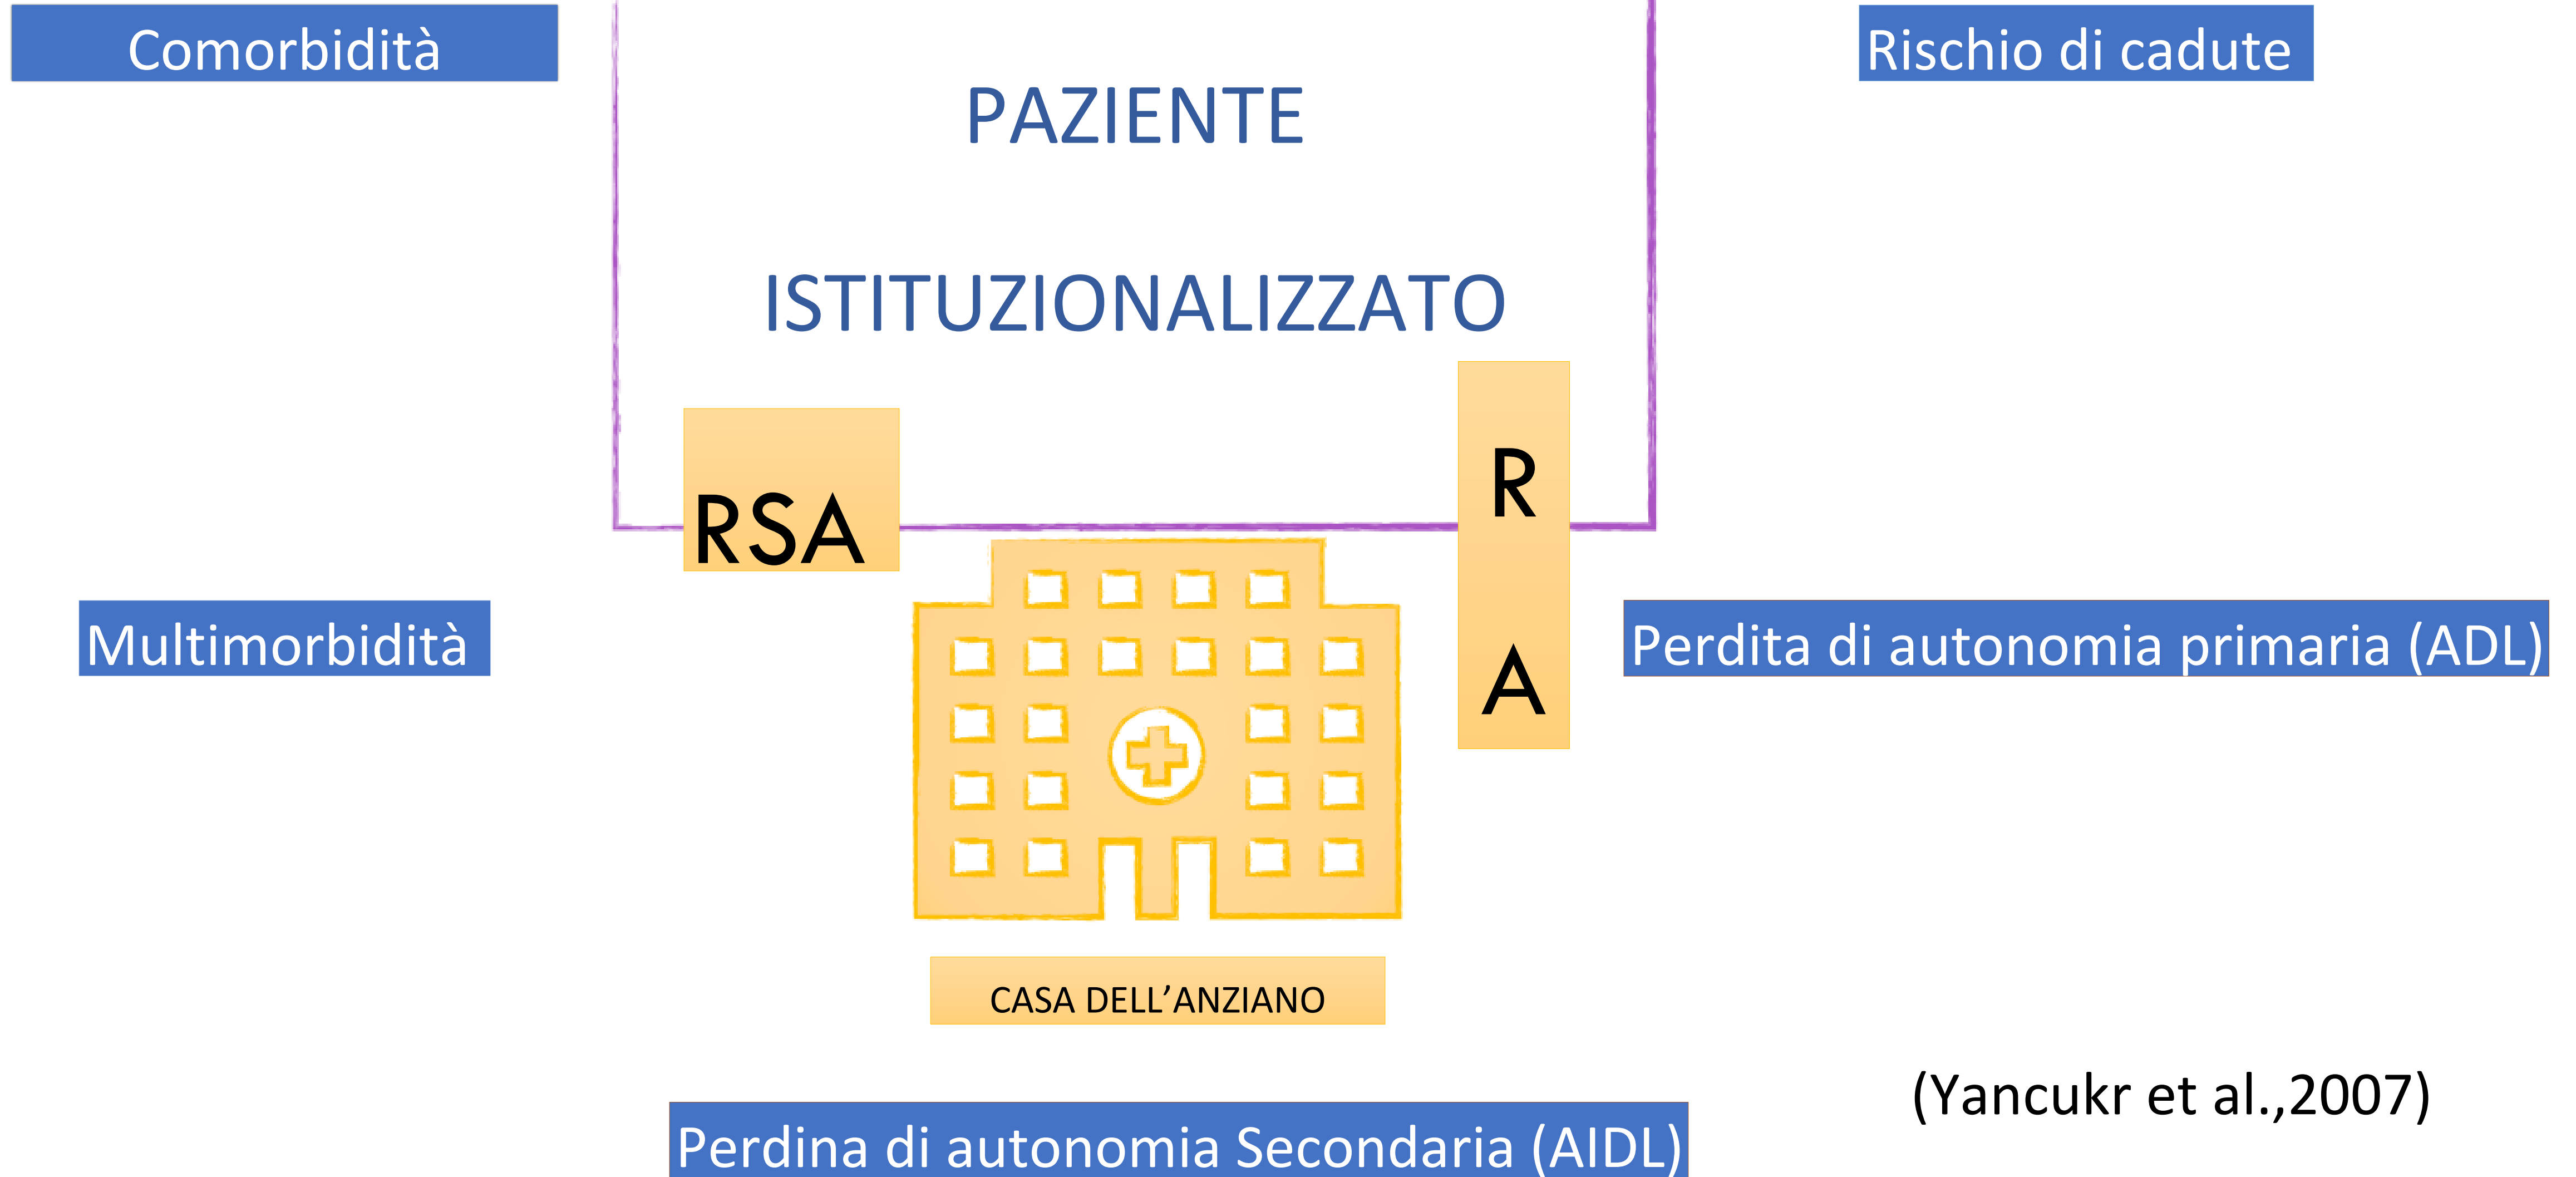 Comorbidità
Rischio di cadute
PAZIENTE
ISTITUZIONALIZZATO
RSA
R
A
Multimorbidità
Perdita di autonomia primaria (ADL)
CASA DELL’ANZIANO
(Yancukr et al.,2007)
Perdina di autonomia Secondaria (AIDL)